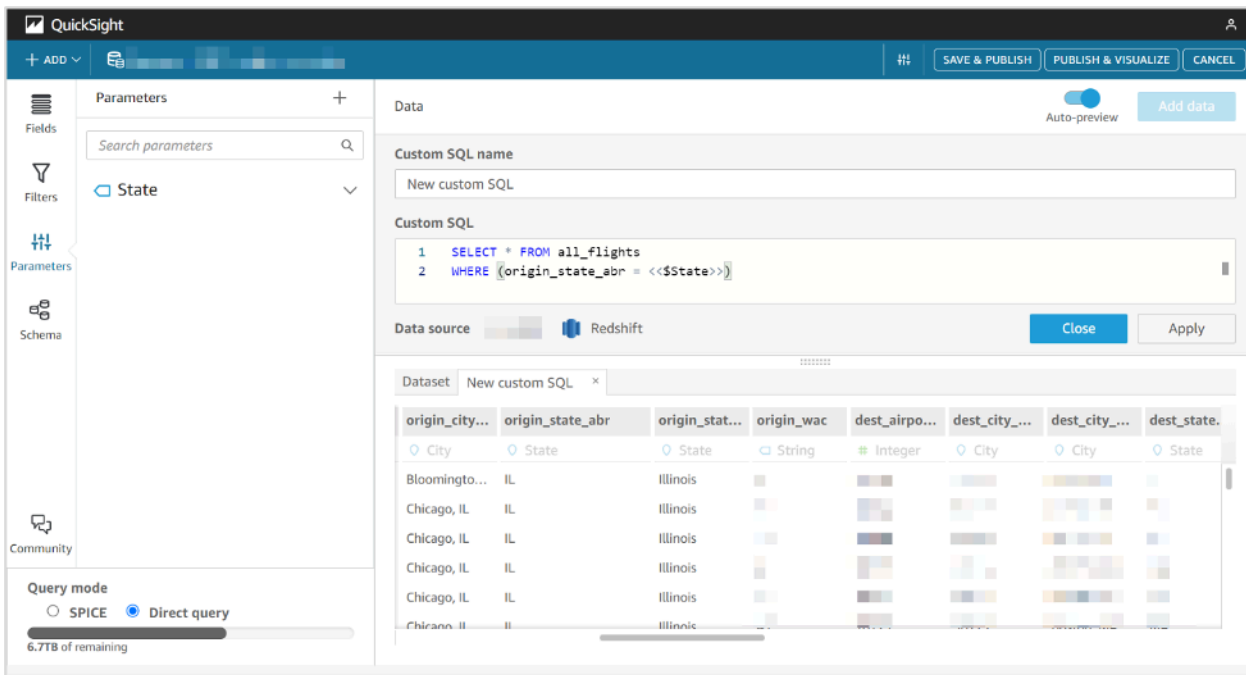 QuickSight
+ ADD
SAVE & PUBLISH
PUBLISH & VISUALIZE
CANCEL
Fields
Filters
Parameters
Schema
Community
Parameters
+
Search parameters
State
Data
Auto-preview
Add data
Custom SQL name
New custom SQL
Custom SQL
1 SELECT * FROM all_flights
2 WHERE (origin_state_abr = <<$State>>)
Data source Redshift
Close
Apply
Dataset New custom SQL ×
origin_city... origin_state_abr origin_stat... origin_wac dest_airpo... dest_city_... dest_city_... dest_state.
City State State String # Integer City City State
Bloomingto... IL Illinois
Chicago, IL IL Illinois
Chicago, IL IL Illinois
Chicago, IL IL Illinois
Chicago, IL IL Illinois
Chicago, IL IL Illinois
Query mode
SPICE Direct query
6.7TB of remaining